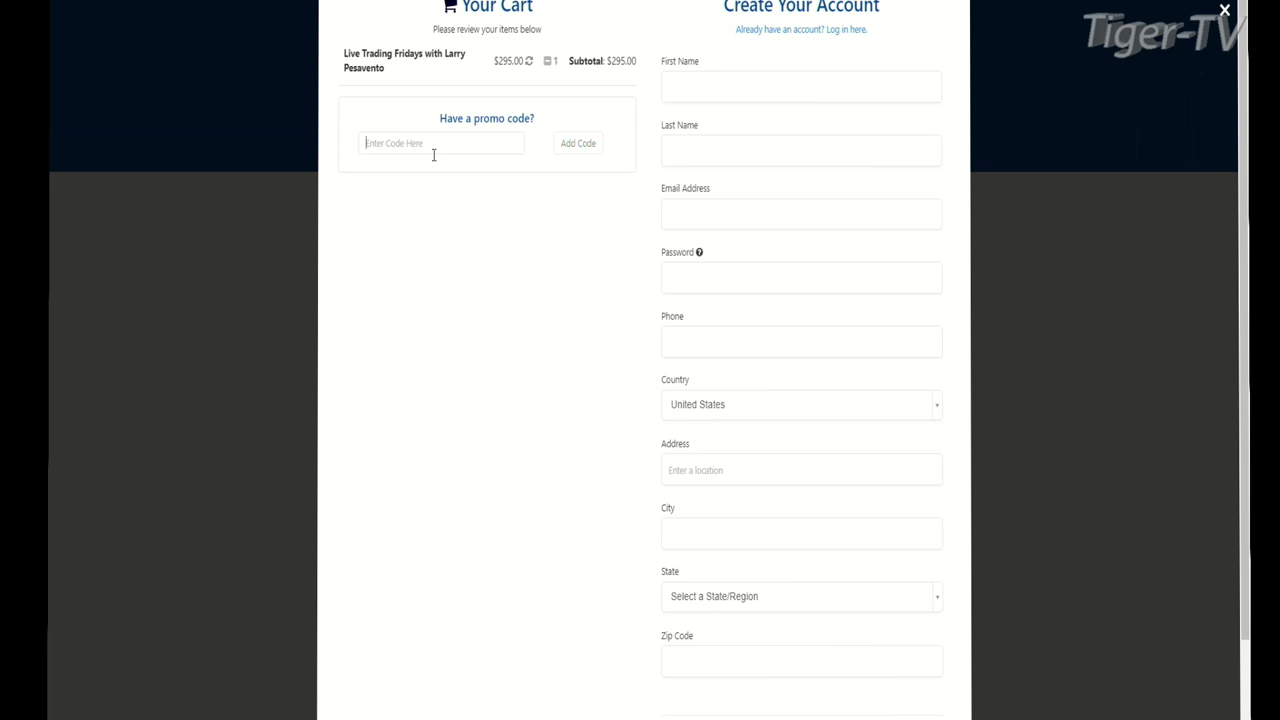 Your Cart
Please review your items below
Live Trading Fridays with Larry
Pesavento
$295.00
1
Subtotal: $295.00
Have a promo code?
Enter Code Here
Add Code
Create Your Account
Already have an account? Log in here.
First Name
Last Name
Email Address
Password
Phone
Country
United States
Address
Enter a location
City
State
Select a State/Region
Zip Code
Tiger-TV